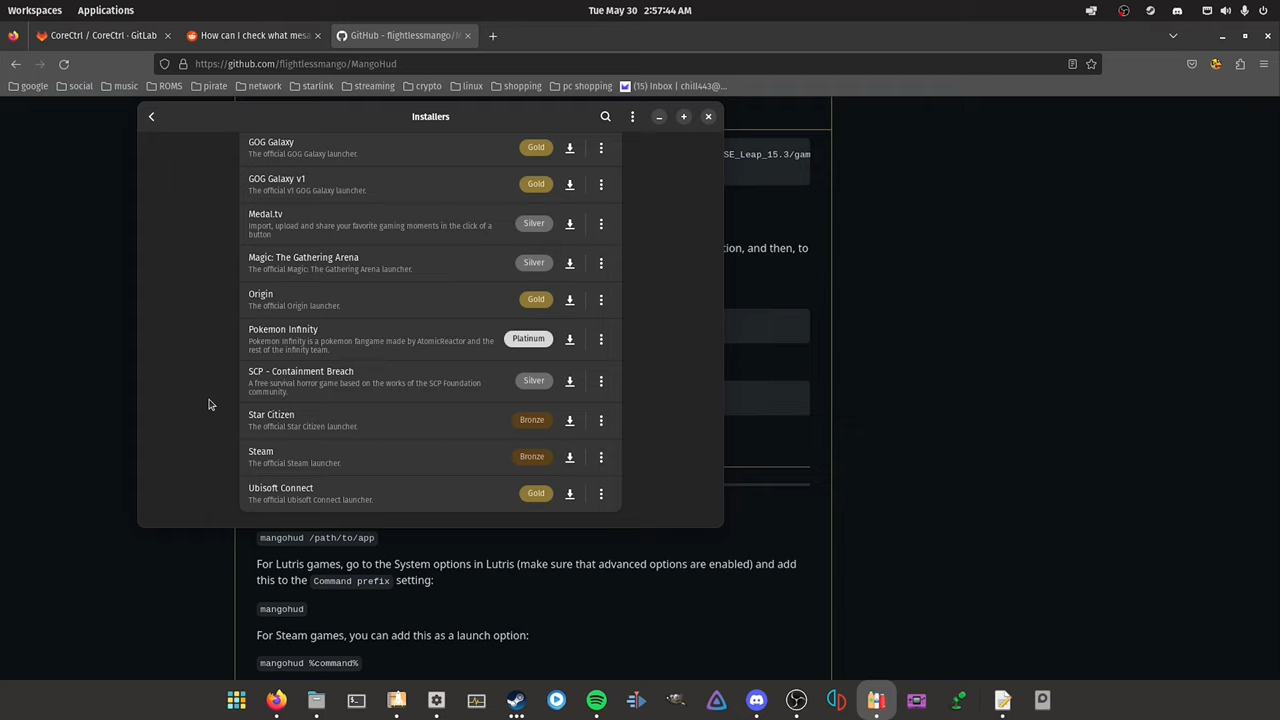 Workspaces Applications Tue May 30 2:57:44 AM
CoreCtrl / CoreCtrl · GitLab
How can I check what mesa
GitHub - flightlessmango/M
https://github.com/flightlessmango/MangoHud
google social music ROMS pirate network starlink streaming crypto linux shopping pc shopping (15) Inbox | chill443@...
Installers
GOG Galaxy
The official GOG Galaxy launcher.
Gold
GOG Galaxy v1
The official V1 GOG Galaxy launcher.
Gold
Medal.tv
Import, upload and share your favorite gaming moments in the click of a
button
Silver
Magic: The Gathering Arena
The official Magic: The Gathering Arena launcher.
Silver
Origin
The official Origin launcher.
Gold
Pokemon Infinity
Pokemon Infinity is a pokemon fangame made by AtomicReactor and the
rest of the infinity team.
Platinum
SCP - Containment Breach
A free survival horror game based on the works of the SCP Foundation
community.
Silver
Star Citizen
The official Star Citizen launcher.
Bronze
Steam
The official Steam launcher.
Bronze
Ubisoft Connect
The official Ubisoft Connect launcher.
Gold
SE_Leap_15.3/gam
tion, and then, to
mangohud /path/to/app
For Lutris games, go to the System options in Lutris (make sure that advanced options are enabled) and add
this to the Command prefix setting:
mangohud
For Steam games, you can add this as a launch option:
mangohud %command%